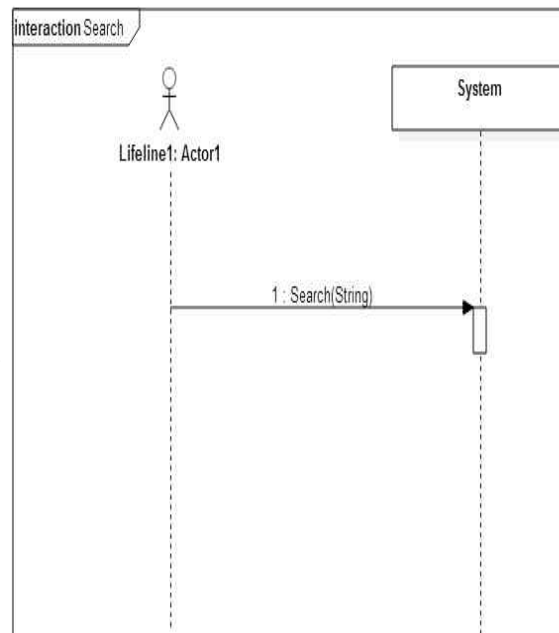 interaction Search
System
Lifeline1: Actor1
1 : Search(String)